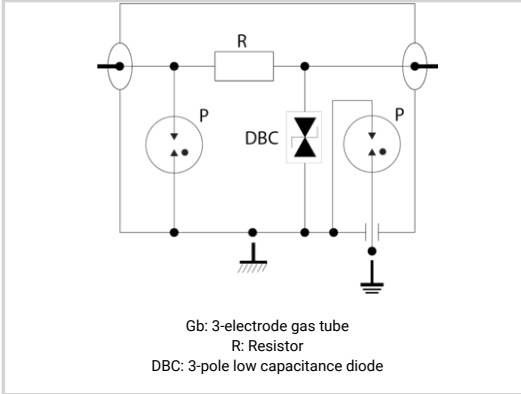 R
P
DBC
P
Gb: 3-electrode gas tube
R: Resistor
DBC: 3-pole low capacitance diode